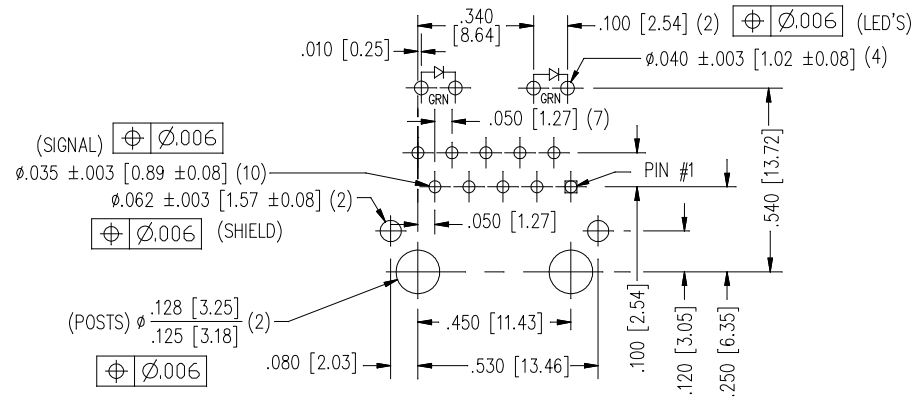 .340
[8.64]
.100 [2.54] (2) ⌖ Ø.006 (LED'S)
.010 [0.25]
ø.040 ±.003 [1.02 ±0.08] (4)
GRN
GRN
.050 [1.27] (7)
(SIGNAL) ⌖ Ø.006
ø.035 ±.003 [0.89 ±0.08] (10)
PIN #1
ø.062 ±.003 [1.57 ±0.08] (2)
⌖ Ø.006 (SHIELD)
.050 [1.27]
.540 [13.72]
(POSTS) ø .128 [3.25]
.125 [3.18] (2)
⌖ Ø.006
.450 [11.43]
.080 [2.03]
.530 [13.46]
.100 [2.54]
.120 [3.05]
.250 [6.35]